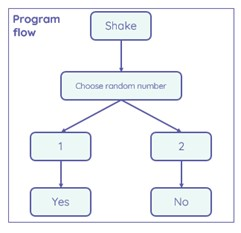 Program
flow
Shake
Choose random number
1
2
Yes
No